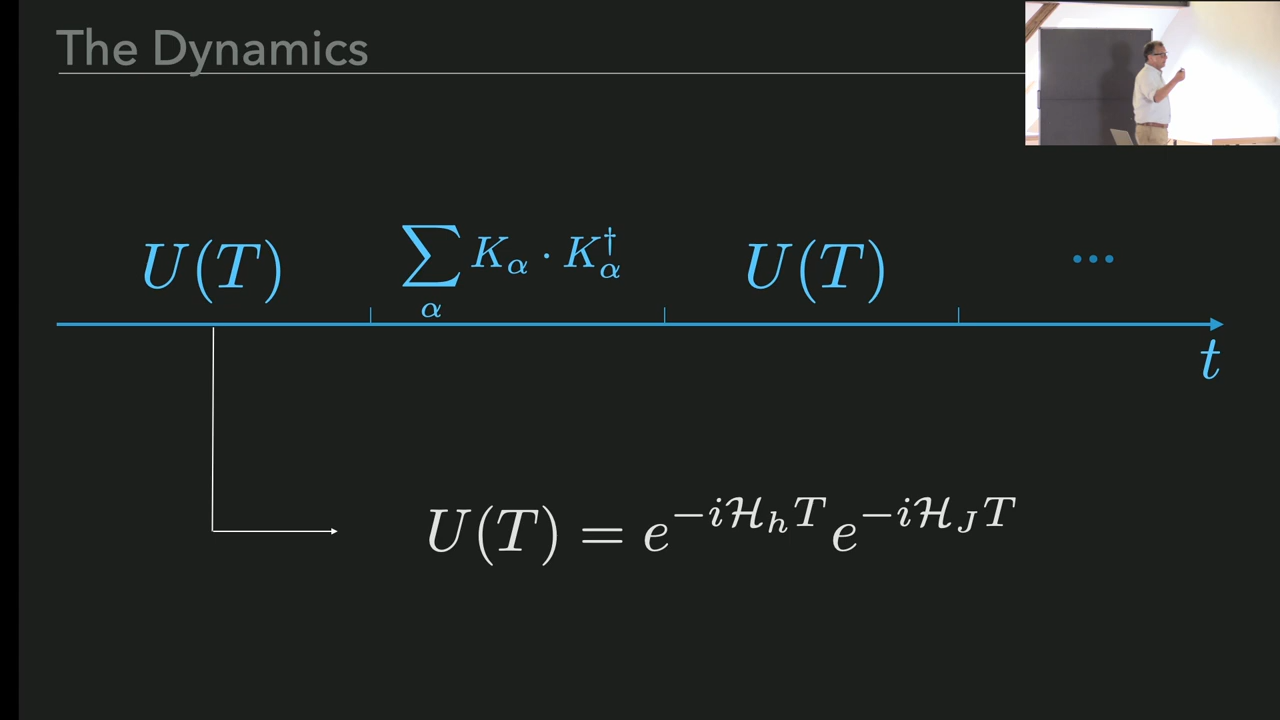 The Dynamics
U(T) ∑_α K_α · K_α^† U(T) ···
t
U(T) = e^{-iℋ_h T} e^{-iℋ_J T}